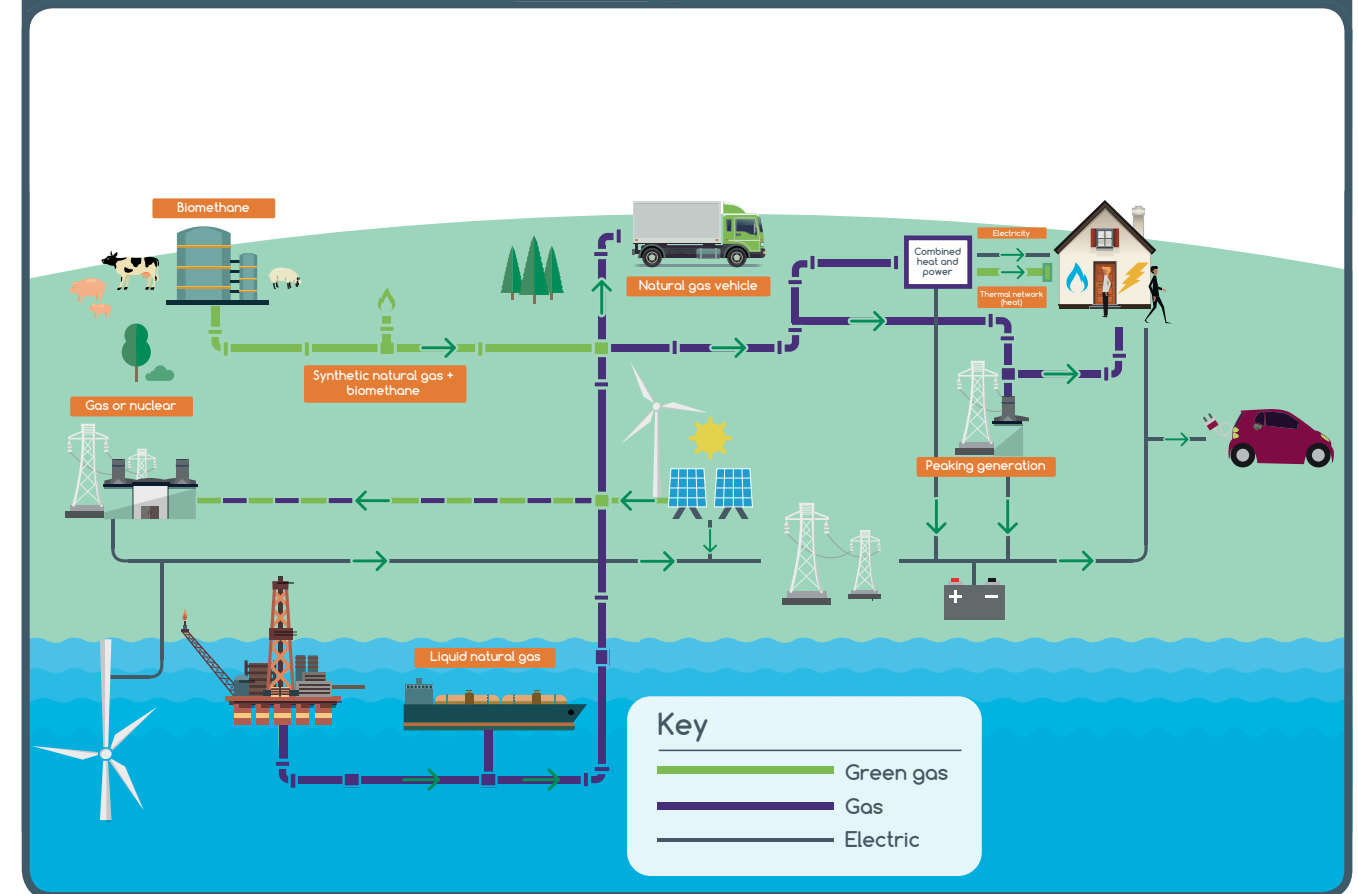 Biomethane
Electricity
Combined
heat and
power
Natural gas vehicle
Thermal network
(heat)
Synthetic natural gas +
biomethane
Gas or nuclear
Peaking generation
+ −
Liquid natural gas
Key
Green gas
Gas
Electric